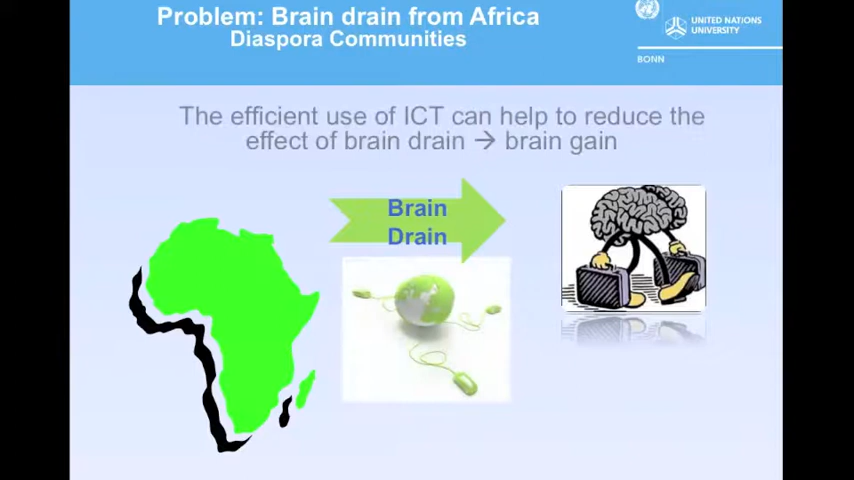 Problem: Brain drain from Africa
Diaspora Communities
UNITED NATIONS
UNIVERSITY
BONN
The efficient use of ICT can help to reduce the
effect of brain drain → brain gain
Brain
Drain